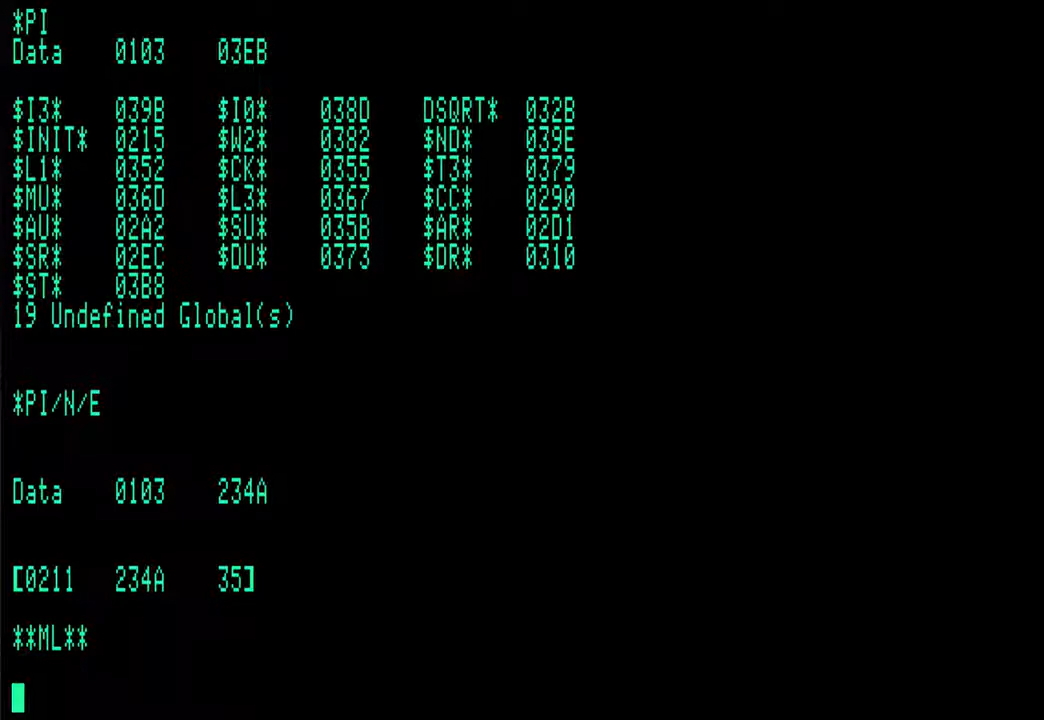 *PI
Data 0103 03EB
$I3* 039B $I0* 038D DSQRT* 032B
$INIT* 0215 $W2* 0382 $ND* 039E
$L1* 0352 $CK* 0355 $T3* 0379
$MU* 036D $L3* 0367 $CC* 0290
$AU* 02A2 $SU* 035B $AR* 02D1
$SR* 02EC $DU* 0373 $DR* 0310
$ST* 03B8
19 Undefined Global(s)
*PI/N/E
Data 0103 234A
[0211 234A 35]
**ML**